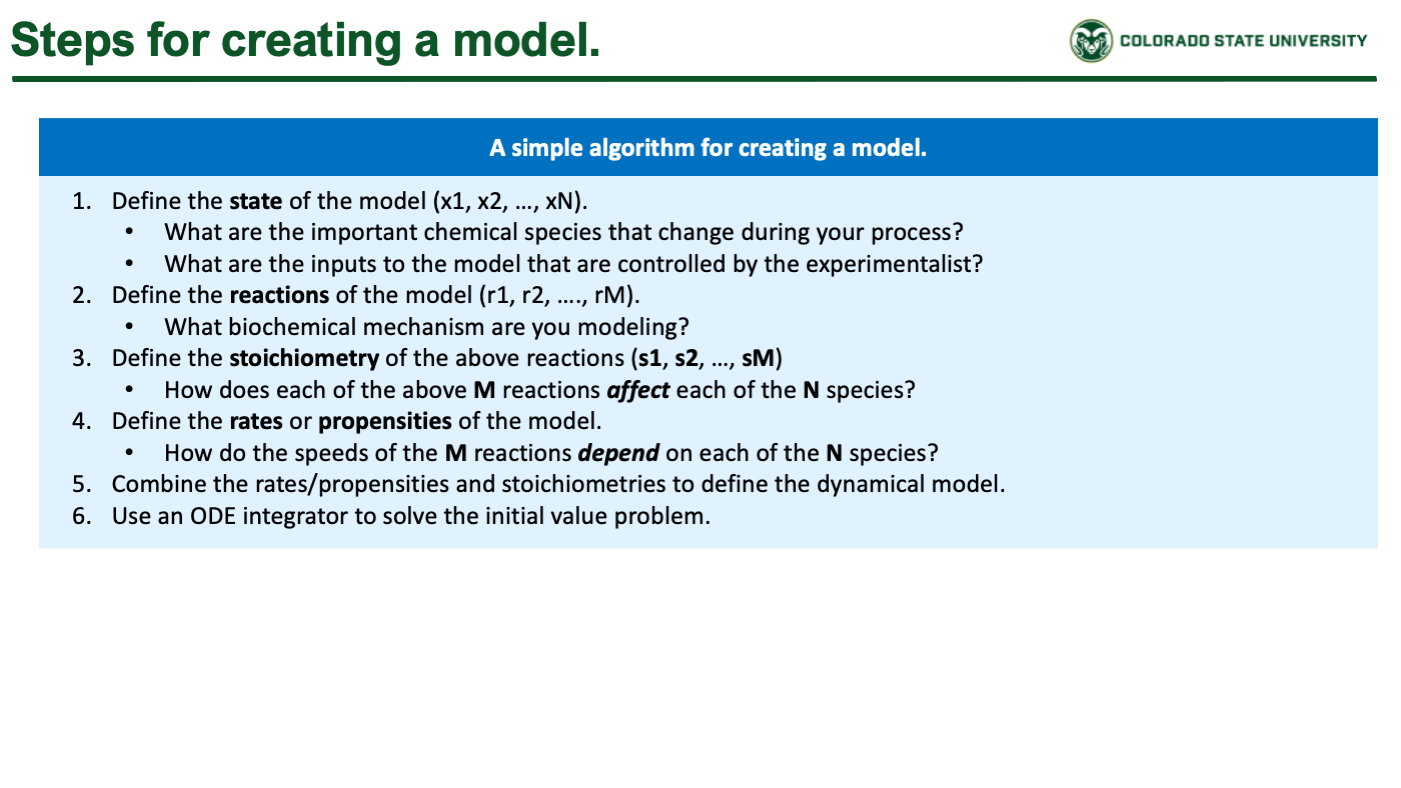 Steps for creating a model.
COLORADO STATE UNIVERSITY
A simple algorithm for creating a model.
1. Define the state of the model (x1, x2, ..., xN).
• What are the important chemical species that change during your process?
• What are the inputs to the model that are controlled by the experimentalist?
2. Define the reactions of the model (r1, r2, ...., rM).
• What biochemical mechanism are you modeling?
3. Define the stoichiometry of the above reactions (s1, s2, ..., sM)
• How does each of the above M reactions affect each of the N species?
4. Define the rates or propensities of the model.
• How do the speeds of the M reactions depend on each of the N species?
5. Combine the rates/propensities and stoichiometries to define the dynamical model.
6. Use an ODE integrator to solve the initial value problem.